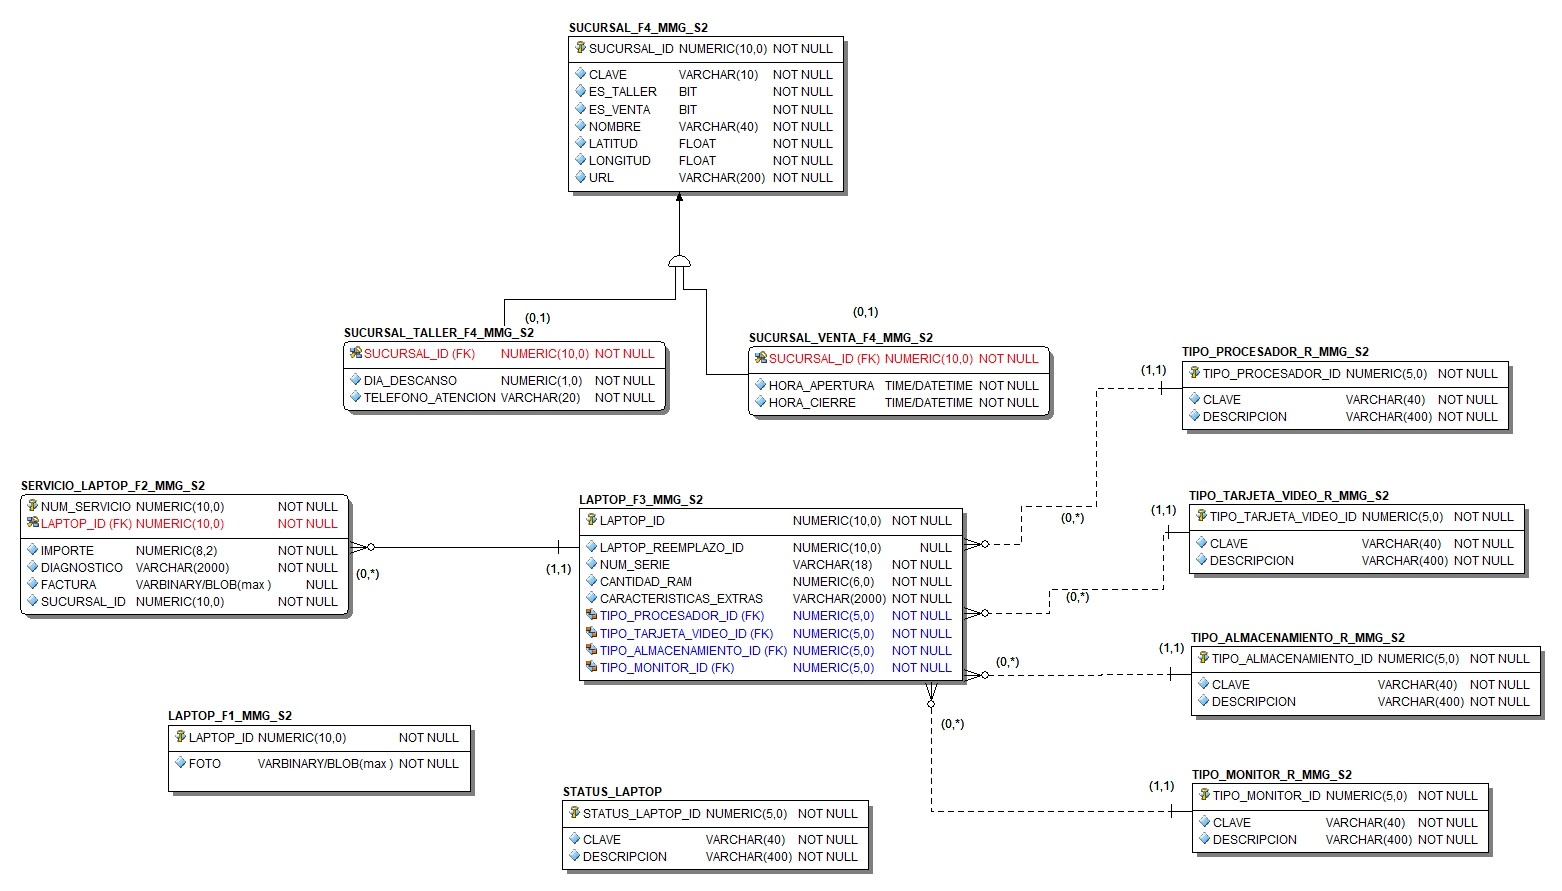 SUCURSAL_F4_MMG_S2
SUCURSAL_ID NUMERIC(10,0) NOT NULL
CLAVE VARCHAR(10) NOT NULL
ES_TALLER BIT NOT NULL
ES_VENTA BIT NOT NULL
NOMBRE VARCHAR(40) NOT NULL
LATITUD FLOAT NOT NULL
LONGITUD FLOAT NOT NULL
URL VARCHAR(200) NOT NULL
(0,1)
(0,1)
SUCURSAL_TALLER_F4_MMG_S2
SUCURSAL_ID (FK) NUMERIC(10,0) NOT NULL
DIA_DESCANSO NUMERIC(1,0) NOT NULL
TELEFONO_ATENCION VARCHAR(20) NOT NULL
SUCURSAL_VENTA_F4_MMG_S2
SUCURSAL_ID (FK) NUMERIC(10,0) NOT NULL
HORA_APERTURA TIME/DATETIME NOT NULL
HORA_CIERRE TIME/DATETIME NOT NULL
TIPO_PROCESADOR_R_MMG_S2
(1,1)
TIPO_PROCESADOR_ID NUMERIC(5,0) NOT NULL
CLAVE VARCHAR(40) NOT NULL
DESCRIPCION VARCHAR(400) NOT NULL
SERVICIO_LAPTOP_F2_MMG_S2
NUM_SERVICIO NUMERIC(10,0) NOT NULL
LAPTOP_ID (FK) NUMERIC(10,0) NOT NULL
IMPORTE NUMERIC(8,2) NOT NULL
DIAGNOSTICO VARCHAR(2000) NOT NULL
FACTURA VARBINARY/BLOB(max ) NULL
SUCURSAL_ID NUMERIC(10,0) NOT NULL
(0,*)
(1,1)
LAPTOP_F3_MMG_S2
LAPTOP_ID NUMERIC(10,0) NOT NULL
LAPTOP_REEMPLAZO_ID NUMERIC(10,0) NULL
NUM_SERIE VARCHAR(18) NOT NULL
CANTIDAD_RAM NUMERIC(6,0) NOT NULL
CARACTERISTICAS_EXTRAS VARCHAR(2000) NOT NULL
TIPO_PROCESADOR_ID (FK) NUMERIC(5,0) NOT NULL
TIPO_TARJETA_VIDEO_ID (FK) NUMERIC(5,0) NOT NULL
TIPO_ALMACENAMIENTO_ID (FK) NUMERIC(5,0) NOT NULL
TIPO_MONITOR_ID (FK) NUMERIC(5,0) NOT NULL
(0,*)
TIPO_TARJETA_VIDEO_R_MMG_S2
(1,1)
TIPO_TARJETA_VIDEO_ID NUMERIC(5,0) NOT NULL
CLAVE VARCHAR(40) NOT NULL
DESCRIPCION VARCHAR(400) NOT NULL
(0,*)
TIPO_ALMACENAMIENTO_R_MMG_S2
(1,1)
TIPO_ALMACENAMIENTO_ID NUMERIC(5,0) NOT NULL
CLAVE VARCHAR(40) NOT NULL
DESCRIPCION VARCHAR(400) NOT NULL
(0,*)
(0,*)
LAPTOP_F1_MMG_S2
LAPTOP_ID NUMERIC(10,0) NOT NULL
FOTO VARBINARY/BLOB(max ) NOT NULL
STATUS_LAPTOP
STATUS_LAPTOP_ID NUMERIC(5,0) NOT NULL
CLAVE VARCHAR(40) NOT NULL
DESCRIPCION VARCHAR(400) NOT NULL
TIPO_MONITOR_R_MMG_S2
(1,1)
TIPO_MONITOR_ID NUMERIC(5,0) NOT NULL
CLAVE VARCHAR(40) NOT NULL
DESCRIPCION VARCHAR(400) NOT NULL